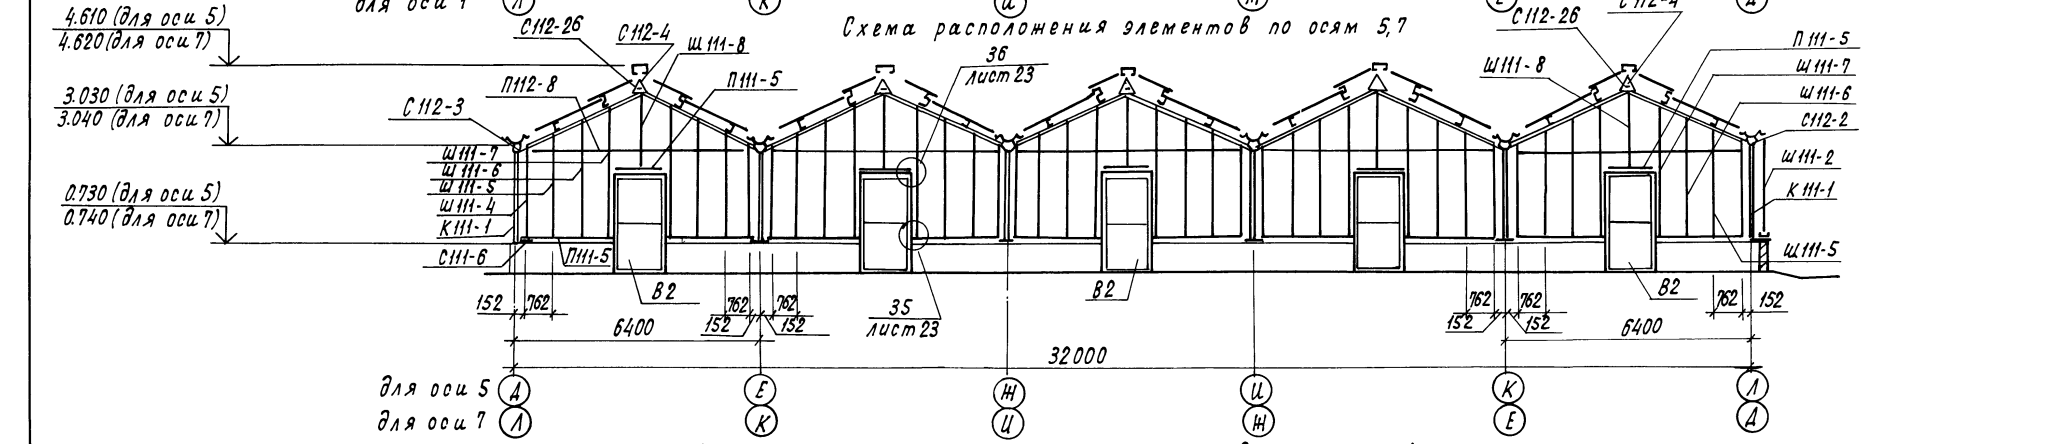 для оси 1
Л К И Ж Е Д
Схема расположения элементов по осям 5,7
4.610 (для оси 5)
4.620 (для оси 7)
3.030 (для оси 5)
3.040 (для оси 7)
0.730 (для оси 5)
0.740 (для оси 7)
С112-26
С112-4
Ш111-8
П112-8
П111-5
С112-3
Ш111-7
Ш111-6
Ш111-5
Ш111-4
К111-1
С111-6
П111-5
В2
36
лист 23
35
лист 23
В2
С112-26
С112-4
Ш111-8
П111-5
Ш111-7
Ш111-6
С112-2
Ш111-2
К111-1
Ш111-5
В2
152 762 762 762 762 762 762 152
152 152 152 152
6400 6400
32000
для оси 5 Д Е Ж И К Л
для оси 7 Л К И Ж Е Д